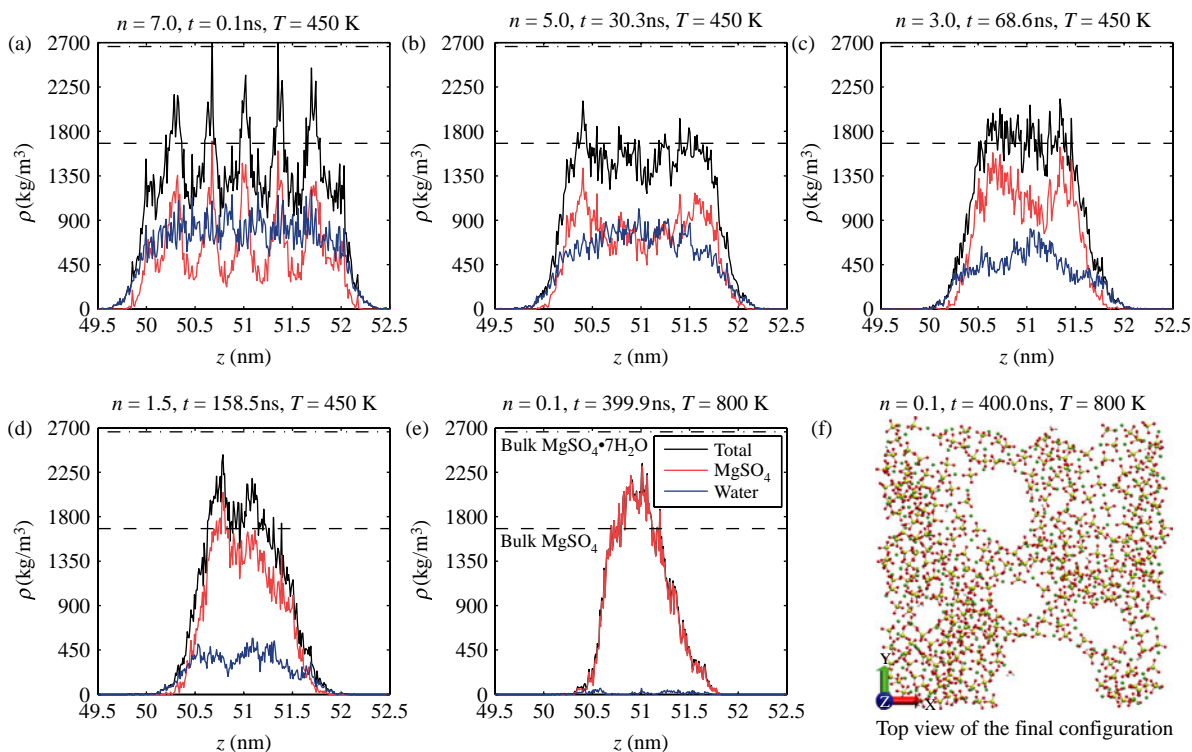 n = 7.0, t = 0.1ns, T = 450 K
(a)
2700
2250
1800
1350
900
450
0
ρ (kg/m³)
49.5 50 50.5 51 51.5 52 52.5
z (nm)
n = 5.0, t = 30.3ns, T = 450 K
(b)
2700
2250
1800
1350
900
450
0
ρ (kg/m³)
49.5 50 50.5 51 51.5 52 52.5
z (nm)
n = 3.0, t = 68.6ns, T = 450 K
(c)
2700
2250
1800
1350
900
450
0
ρ (kg/m³)
49.5 50 50.5 51 51.5 52 52.5
z (nm)
n = 1.5, t = 158.5ns, T = 450 K
(d)
2700
2250
1800
1350
900
450
0
ρ (kg/m³)
49.5 50 50.5 51 51.5 52 52.5
z (nm)
n = 0.1, t = 399.9ns, T = 800 K
(e)
2700
2250
1800
1350
900
450
0
ρ (kg/m³)
Bulk MgSO₄•7H₂O
Total
MgSO₄
Water
Bulk MgSO₄
49.5 50 50.5 51 51.5 52 52.5
z (nm)
n = 0.1, t = 400.0ns, T = 800 K
(f)
Y
Z X
Top view of the final configuration